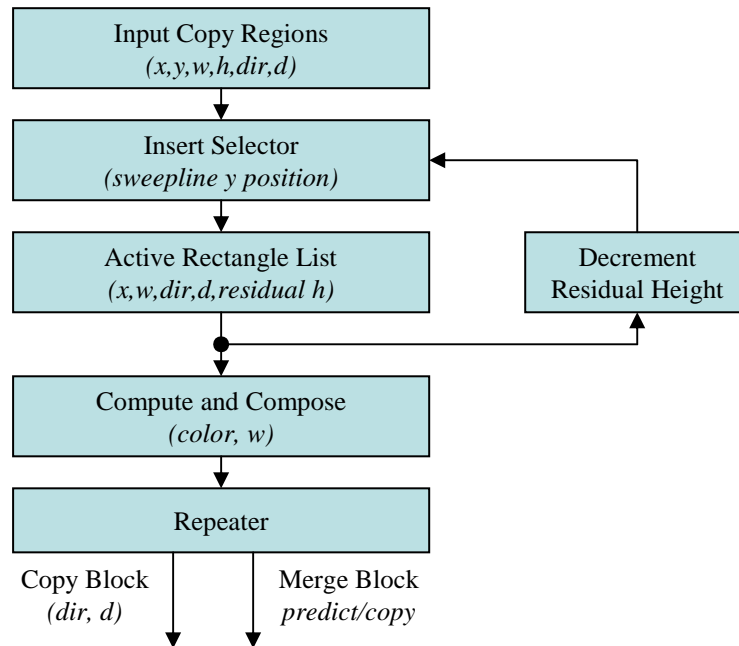 Input Copy Regions
(x,y,w,h,dir,d)
Insert Selector
(sweepline y position)
Active Rectangle List
(x,w,dir,d,residual h)
Decrement
Residual Height
Compute and Compose
(color, w)
Repeater
Copy Block
(dir, d)
Merge Block
predict/copy